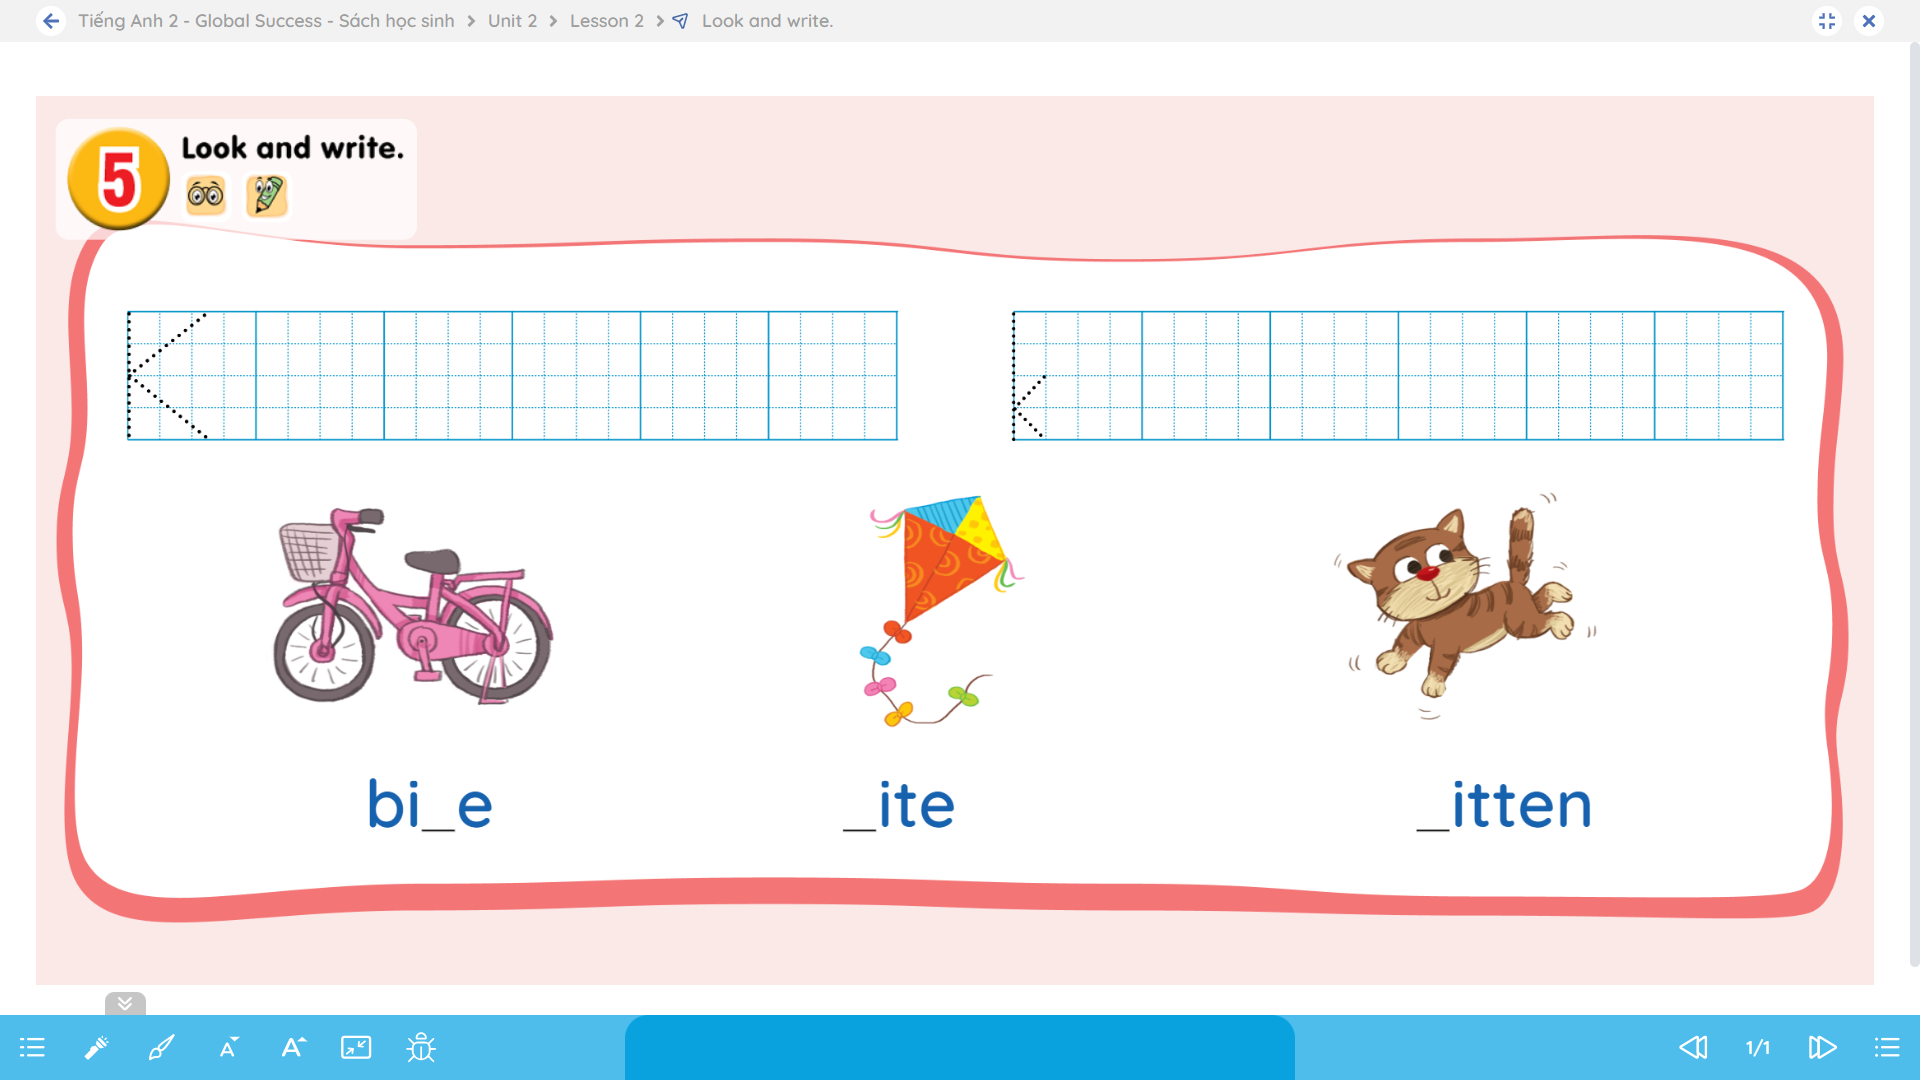 Tiếng Anh 2 - Global Success - Sách học sinh > Unit 2 > Lesson 2 > Look and write.
5
Look and write.
K
k
bi_e
_ite
_itten
1/1